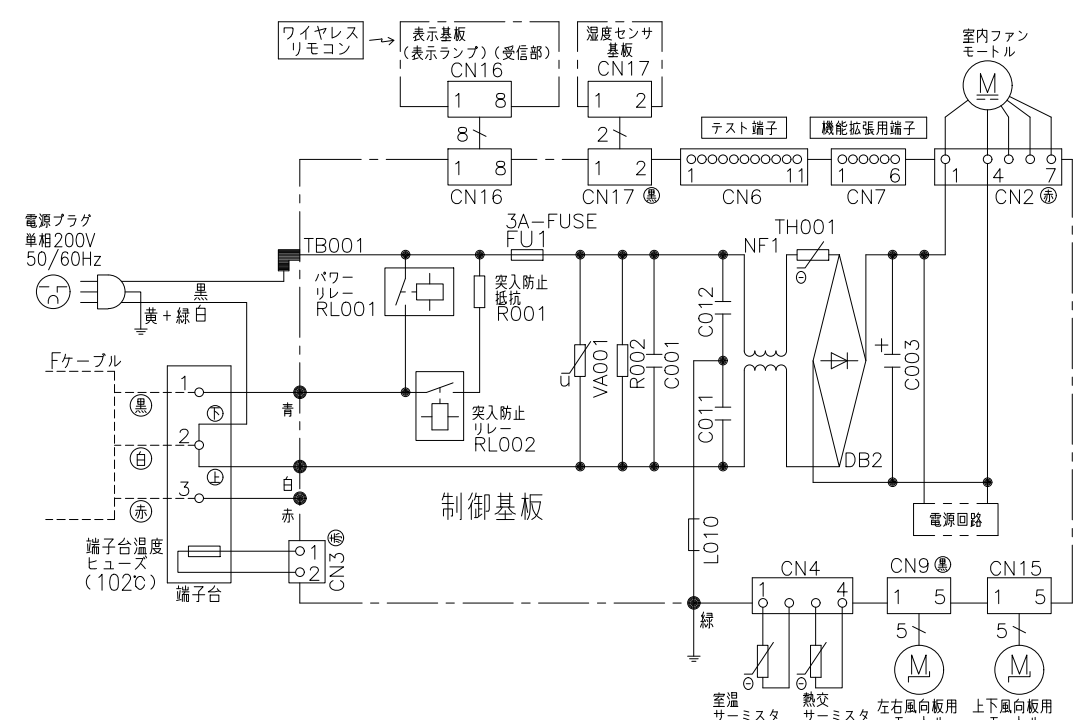 ワイヤレス
リモコン
表示基板
(表示ランプ)(受信部)
CN16
1 8
8
1 8
CN16
湿度センサ
基板
CN17
1 2
2
1 2
CN17 黒
テスト端子
1 11
CN6
機能拡張用端子
1 6
CN7
室内ファン
モートル
M
1 4 7
CN2 赤
電源プラグ
単相200V
50/60Hz
黒
黄+緑 白
TB001
パワー
リレー
RL001
3A-FUSE
FU1
突入防止
抵抗
R001
突入防止
リレー
RL002
u
VA001
R002
C001
C012
C011
NF1
TH001
⊖
DB2
+
C003
電源回路
L010
制御基板
Fケーブル
黒
白
赤
1
2
3
下
上
青
白
赤
端子台温度
ヒューズ
(102℃)
端子台
1
2
CN3 赤
緑
CN4
1 4
⊖
⊖
室温
サーミスタ
熱交
サーミスタ
CN9 黒
1 5
5
M
左右風向板用
モートル
CN15
1 5
5
M
上下風向板用
モートル